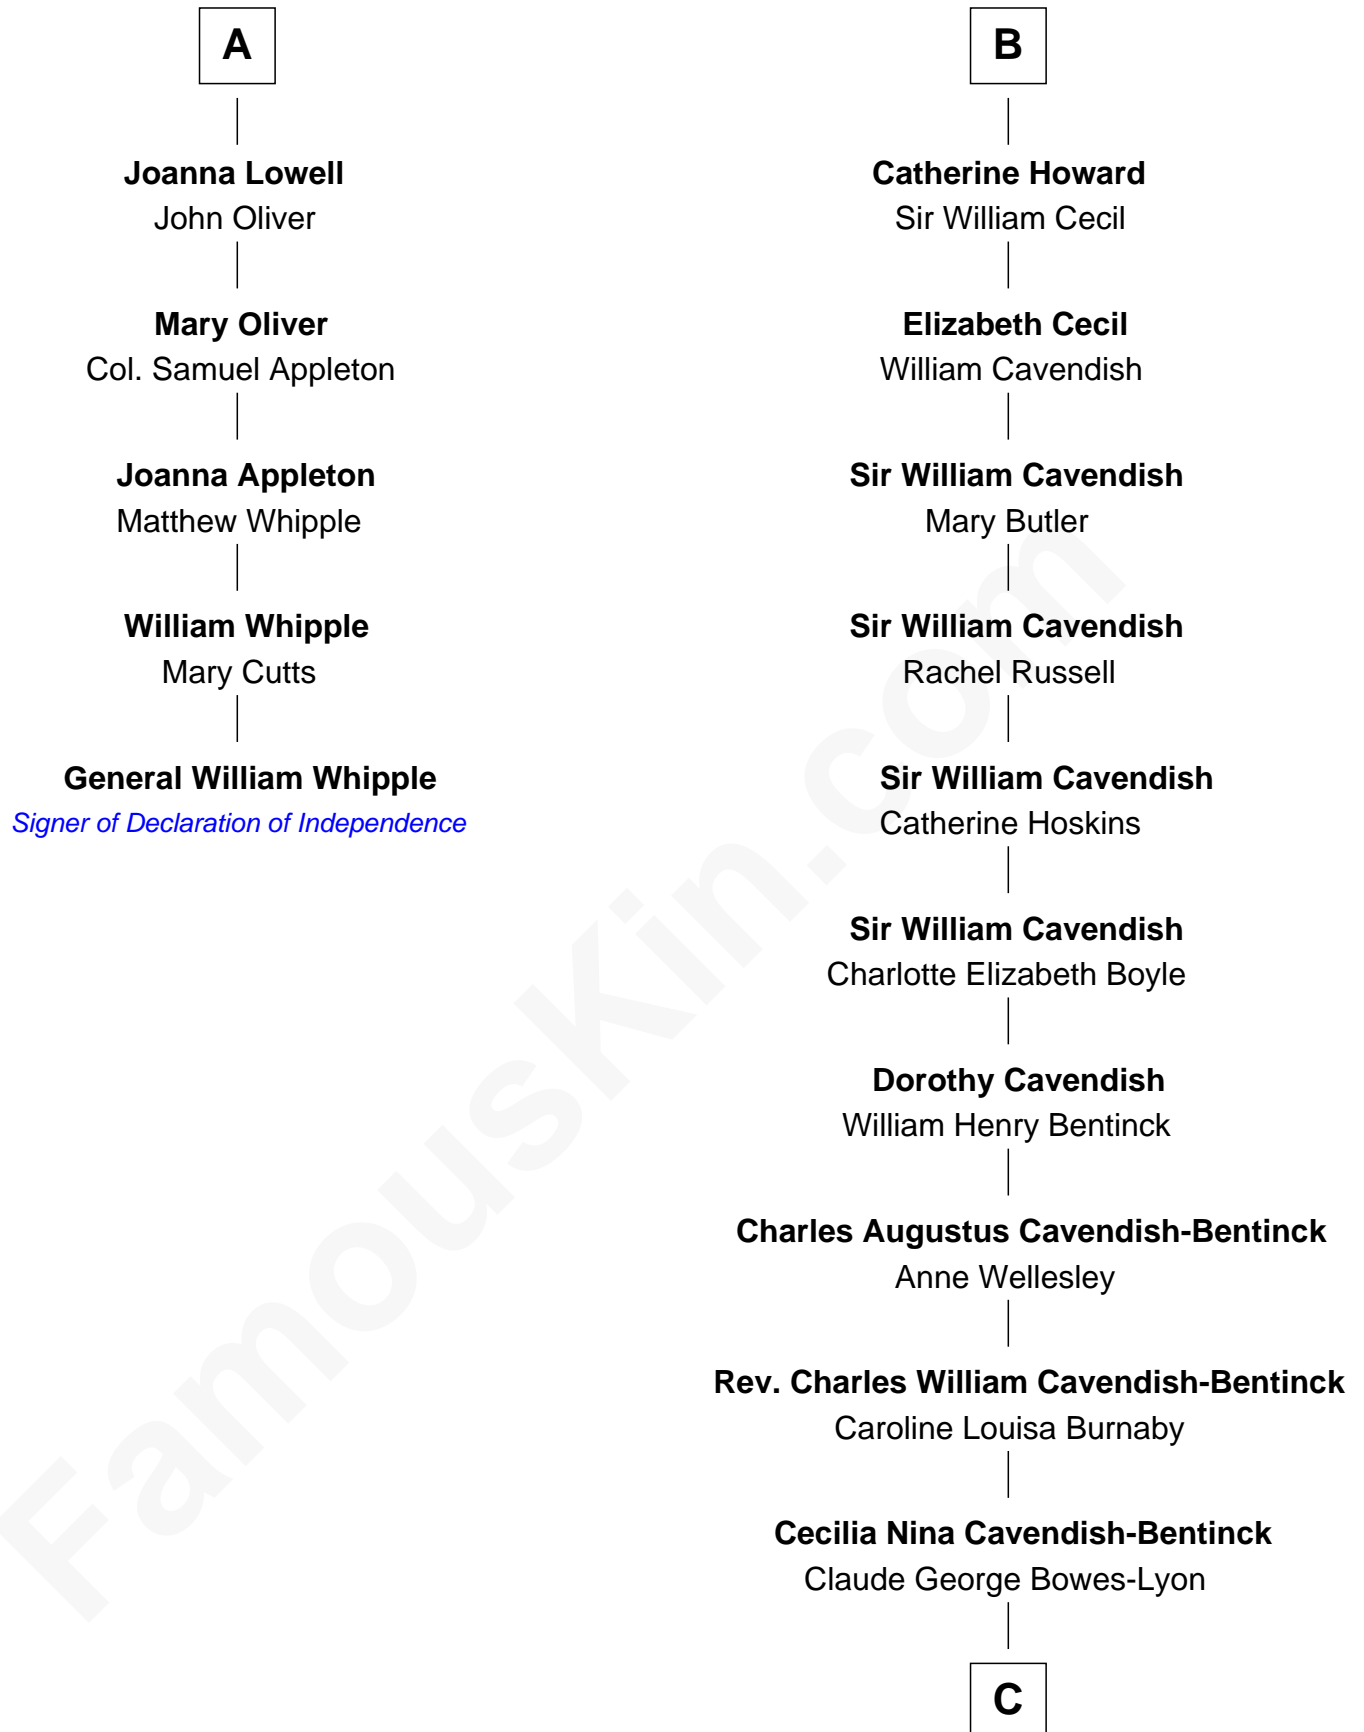 A
Joanna Lowell
John Oliver
Mary Oliver
Col. Samuel Appleton
Joanna Appleton
Matthew Whipple
William Whipple
Mary Cutts
General William Whipple
Signer of Declaration of Independence
B
Catherine Howard
Sir William Cecil
Elizabeth Cecil
William Cavendish
Sir William Cavendish
Mary Butler
Sir William Cavendish
Rachel Russell
Sir William Cavendish
Catherine Hoskins
Sir William Cavendish
Charlotte Elizabeth Boyle
Dorothy Cavendish
William Henry Bentinck
Charles Augustus Cavendish-Bentinck
Anne Wellesley
Rev. Charles William Cavendish-Bentinck
Caroline Louisa Burnaby
Cecilia Nina Cavendish-Bentinck
Claude George Bowes-Lyon
C
FamousKin.com